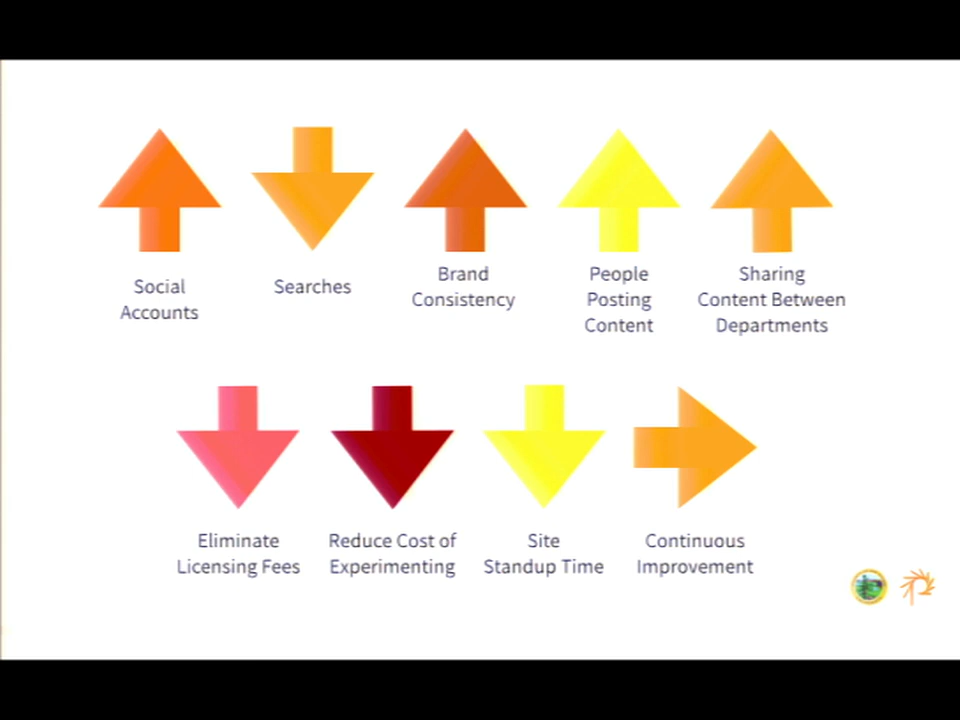 Social
Accounts
Searches
Brand
Consistency
People
Posting
Content
Sharing
Content Between
Departments
Eliminate
Licensing Fees
Reduce Cost of
Experimenting
Site
Standup Time
Continuous
Improvement